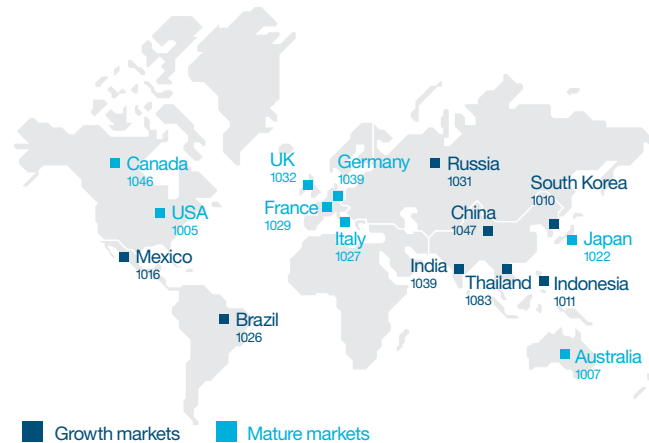 Canada
1046
USA
1005
Mexico
1016
Brazil
1026
UK
1032
Germany
1039
France
1029
Italy
1027
Russia
1031
South Korea
1010
China
1047
Japan
1022
India
1039
Thailand
1083
Indonesia
1011
Australia
1007
Growth markets
Mature markets